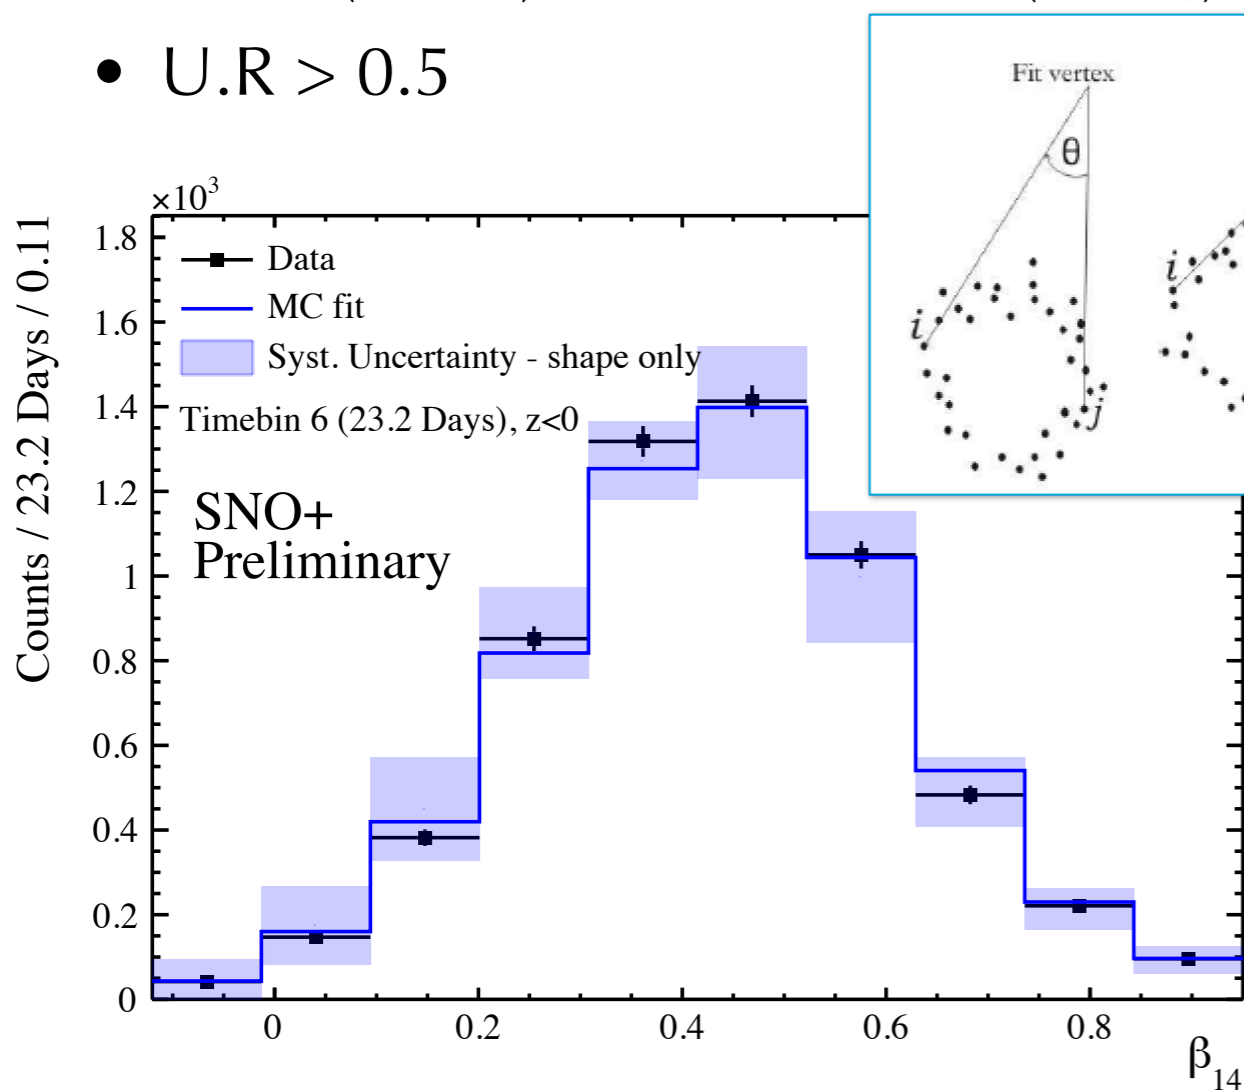 • U.R > 0.5
Fit vertex
θ
i
j
i
×10³
Counts / 23.2 Days / 0.11
1.8
1.6
1.4
1.2
1
0.8
0.6
0.4
0.2
0
Data
MC fit
Syst. Uncertainty - shape only
Timebin 6 (23.2 Days), z<0
SNO+
Preliminary
0 0.2 0.4 0.6 0.8
β₁₄